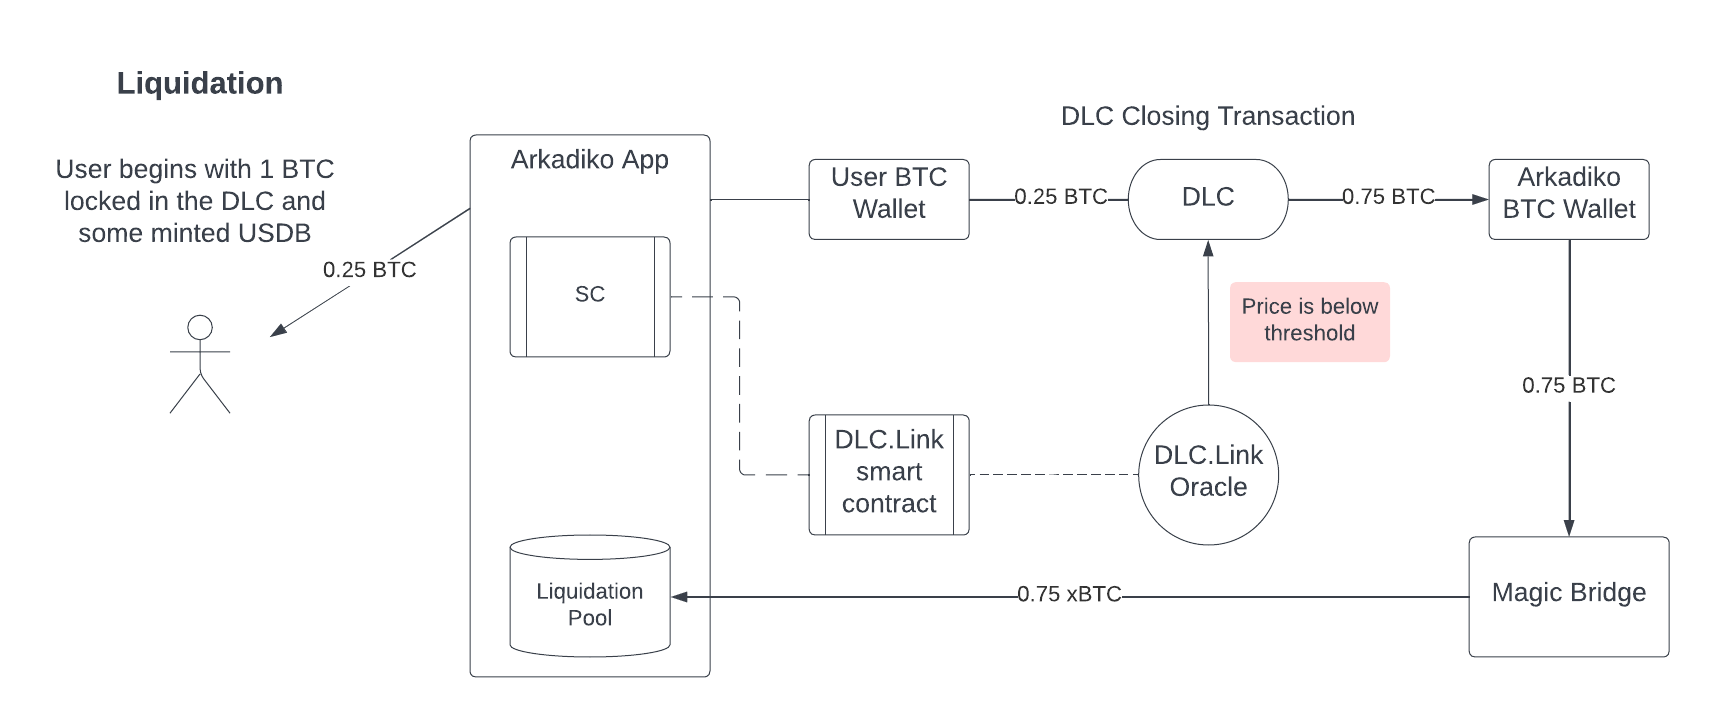 Liquidation
User begins with 1 BTC
locked in the DLC and
some minted USDB
0.25 BTC
Arkadiko App
SC
Liquidation
Pool
User BTC
Wallet
0.25 BTC
DLC Closing Transaction
DLC
0.75 BTC
Arkadiko
BTC Wallet
Price is below
threshold
0.75 BTC
DLC.Link
smart
contract
DLC.Link
Oracle
0.75 xBTC
Magic Bridge